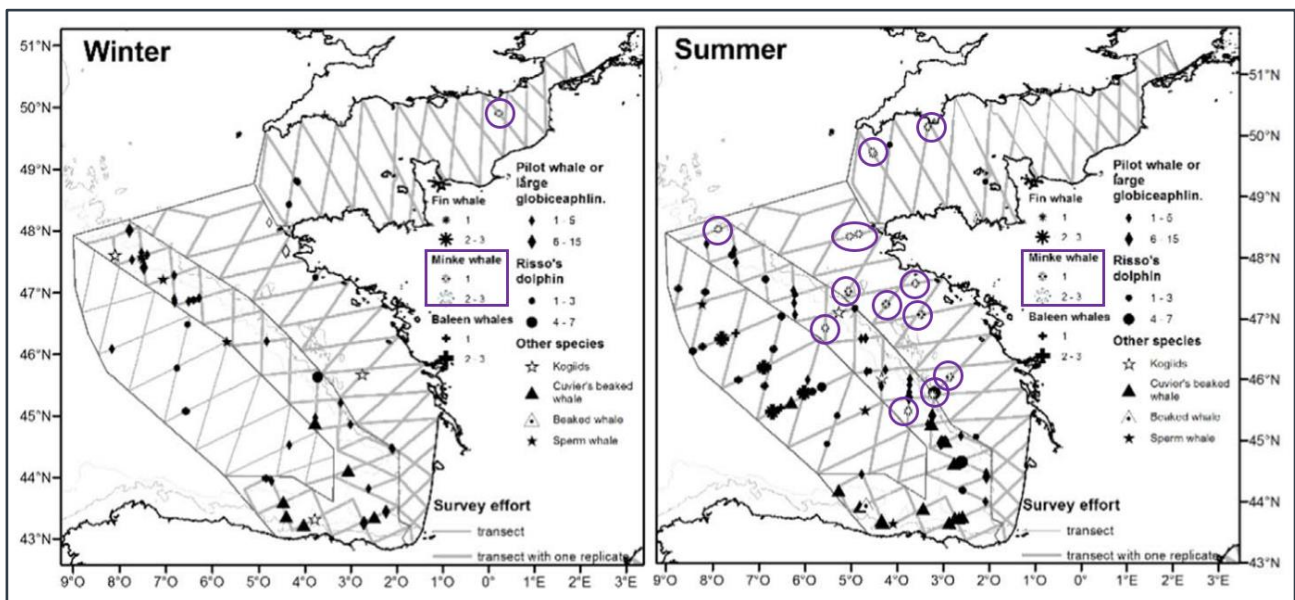 Winter
51°N
50°N
49°N
48°N
47°N
46°N
45°N
44°N
43°N
9°O 8°O 7°O 6°O 5°O 4°O 3°O 2°O 1°O 0° 1°E 2°E 3°E
Fin whale
1
2 - 3
Minke whale
1
2 - 3
Baleen whales
1
2 - 3
Pilot whale or
large
globiceaphlin.
1 - 5
6 - 15
Risso's
dolphin
1 - 3
4 - 7
Other species
Kogiids
Cuvier's beaked
whale
Beaked whale
Sperm whale
Survey effort
transect
transect with one replicate
Summer
51°N
50°N
49°N
48°N
47°N
46°N
45°N
44°N
43°N
9°O 8°O 7°O 6°O 5°O 4°O 3°O 2°O 1°O 0° 1°E 2°E 3°E
Fin whale
1
2 - 3
Minke whale
1
2 - 3
Baleen whales
1
2 - 3
Pilot whale or
large
globiceaphlin.
1 - 5
6 - 15
Risso's
dolphin
1 - 3
4 - 7
Other species
Kogiids
Cuvier's beaked
whale
Beaked whale
Sperm whale
Survey effort
transect
transect with one replicate